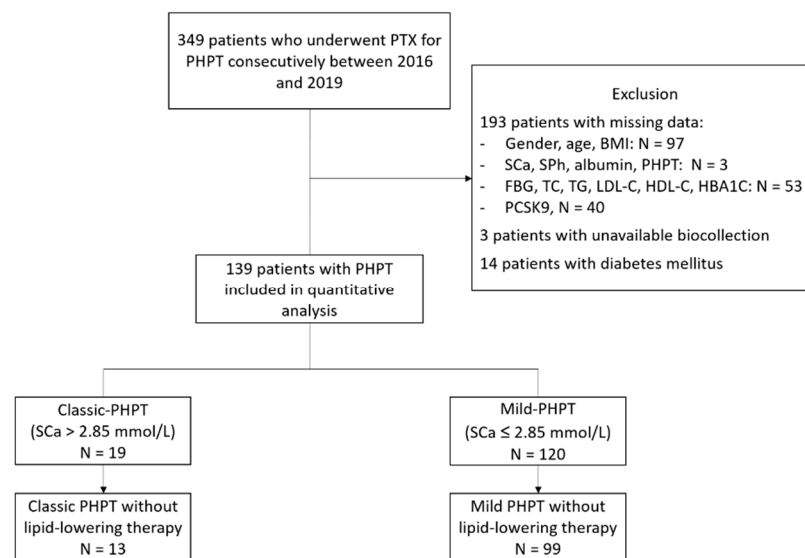 349 patients who underwent PTX for
PHPT consecutively between 2016
and 2019
Exclusion
193 patients with missing data:
- Gender, age, BMI: N = 97
- SCa, SPh, albumin, PHPT: N = 3
- FBG, TC, TG, LDL-C, HDL-C, HBA1C: N = 53
- PCSK9, N = 40
3 patients with unavailable biocollection
14 patients with diabetes mellitus
139 patients with PHPT
included in quantitative
analysis
Classic-PHPT
(SCa > 2.85 mmol/L)
N = 19
Mild-PHPT
(SCa ≤ 2.85 mmol/L)
N = 120
Classic PHPT without
lipid-lowering therapy
N = 13
Mild PHPT without
lipid-lowering therapy
N = 99